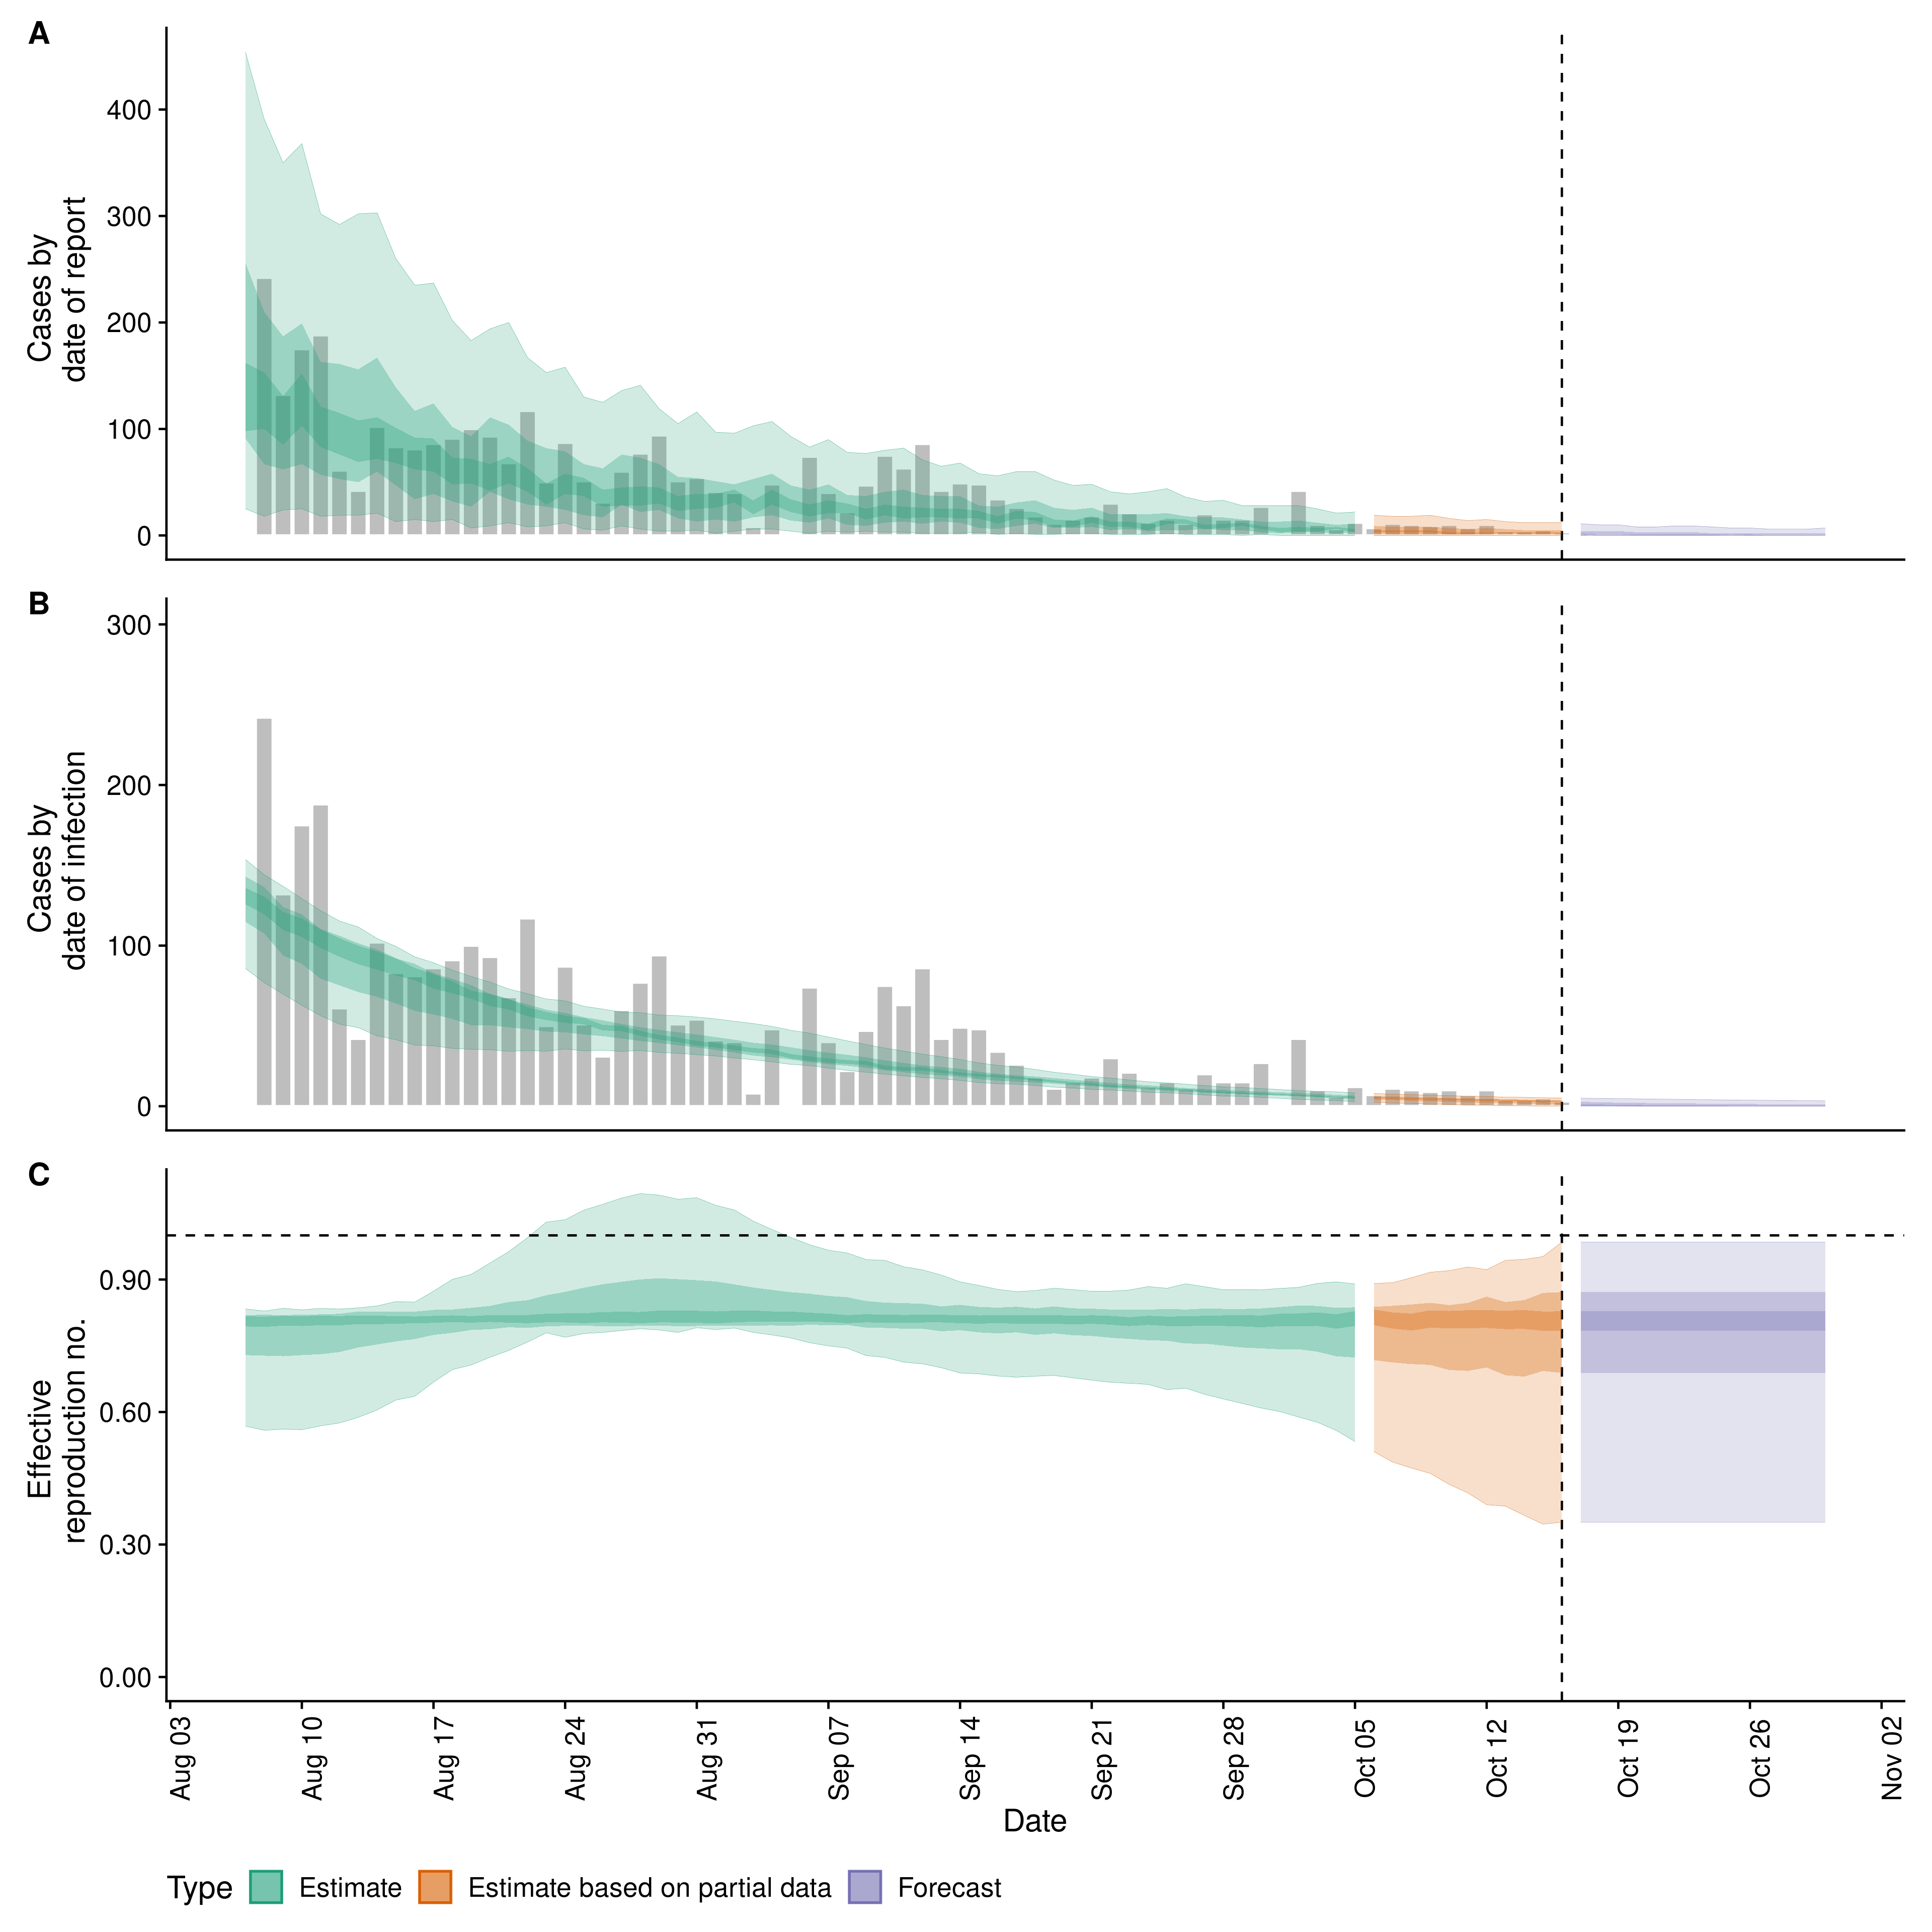 A
Cases by
date of report
400
300
200
100
0
B
Cases by
date of infection
300
200
100
0
C
Effective
reproduction no.
0.90
0.60
0.30
0.00
Aug 03
Aug 10
Aug 17
Aug 24
Aug 31
Sep 07
Sep 14
Sep 21
Sep 28
Oct 05
Oct 12
Oct 19
Oct 26
Nov 02
Date
Type Estimate Estimate based on partial data Forecast